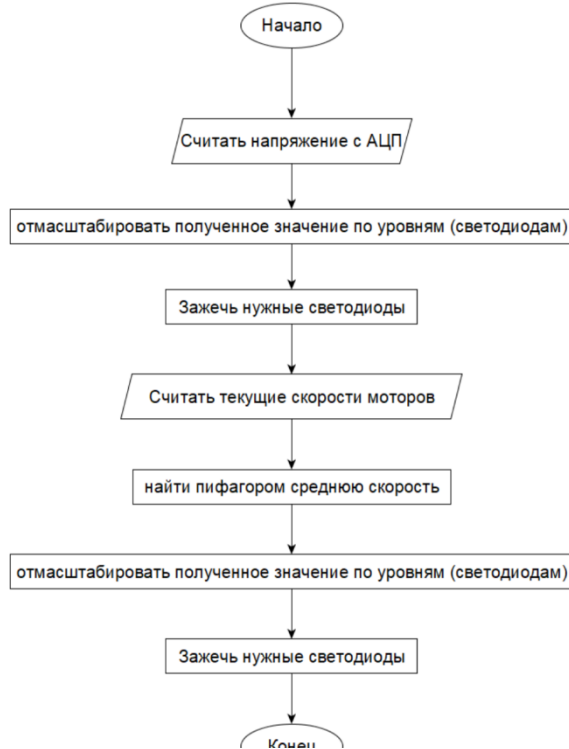 Начало
Считать напряжение с АЦП
отмасштабировать полученное значение по уровням (светодиодам)
Зажечь нужные светодиоды
Считать текущие скорости моторов
найти пифагором среднюю скорость
отмасштабировать полученное значение по уровням (светодиодам)
Зажечь нужные светодиоды
Конец